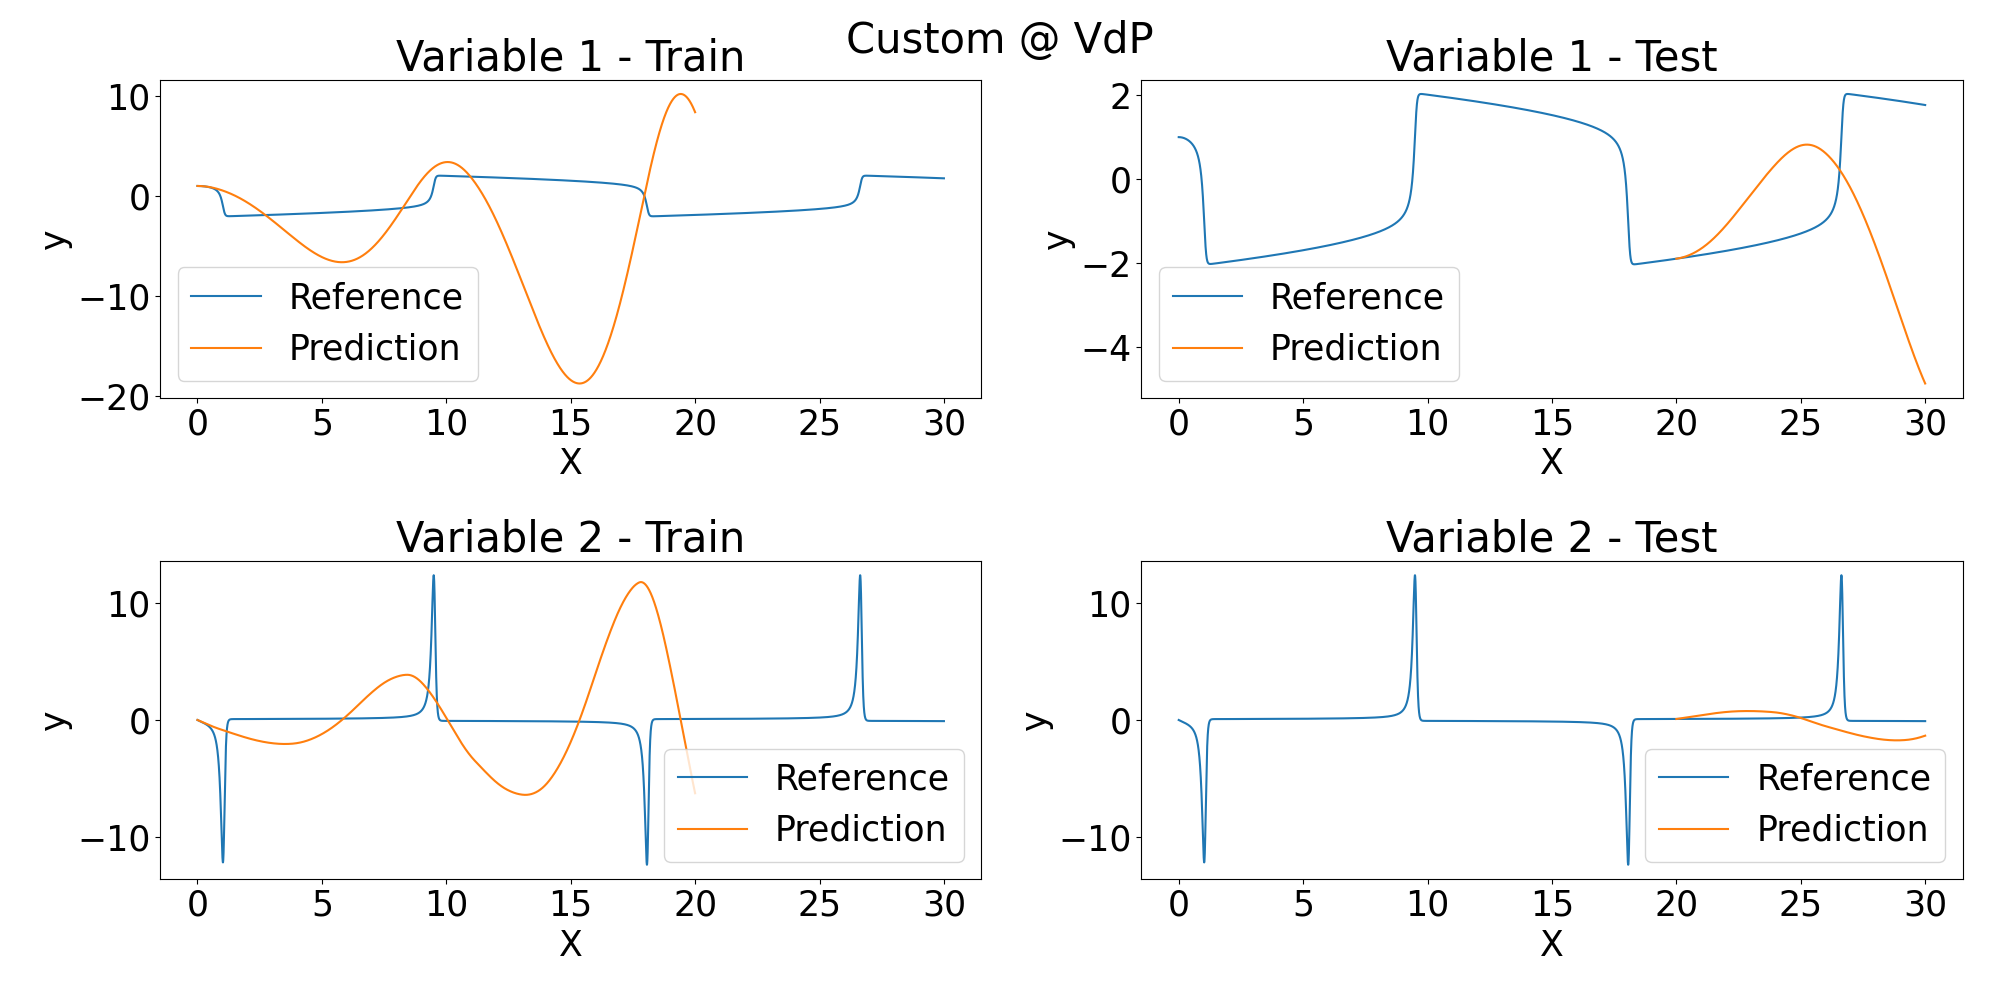 Custom @ VdP
Variable 1 - Train
10
0
−10
−20
y
Reference
Prediction
0 5 10 15 20 25 30
X
Variable 1 - Test
2
0
−2
−4
y
Reference
Prediction
0 5 10 15 20 25 30
X
Variable 2 - Train
10
0
−10
y
Reference
Prediction
0 5 10 15 20 25 30
X
Variable 2 - Test
10
0
−10
y
Reference
Prediction
0 5 10 15 20 25 30
X